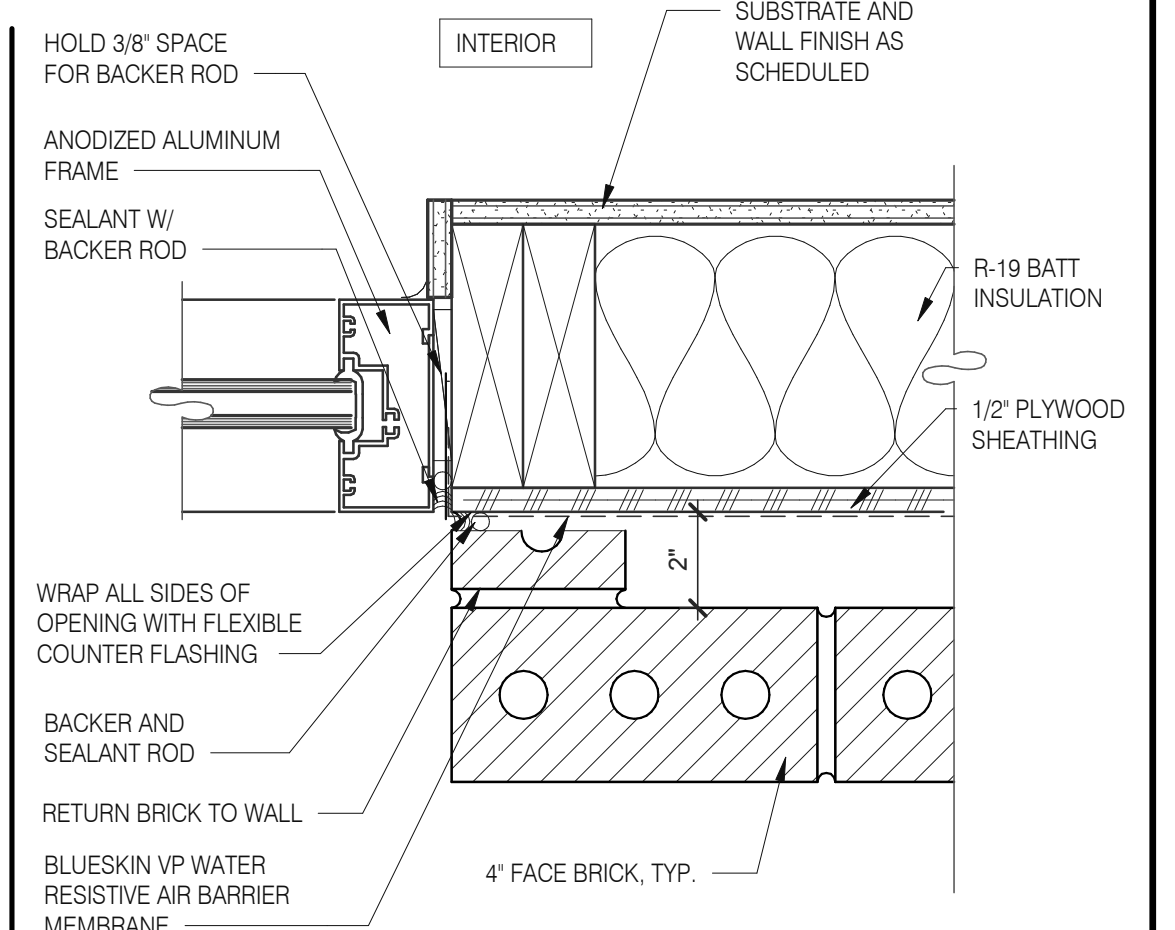 HOLD 3/8" SPACE
FOR BACKER ROD
INTERIOR
SUBSTRATE AND
WALL FINISH AS
SCHEDULED
ANODIZED ALUMINUM
FRAME
SEALANT W/
BACKER ROD
R-19 BATT
INSULATION
1/2" PLYWOOD
SHEATHING
2"
WRAP ALL SIDES OF
OPENING WITH FLEXIBLE
COUNTER FLASHING
BACKER AND
SEALANT ROD
RETURN BRICK TO WALL
BLUESKIN VP WATER
RESISTIVE AIR BARRIER
MEMBRANE
4" FACE BRICK, TYP.